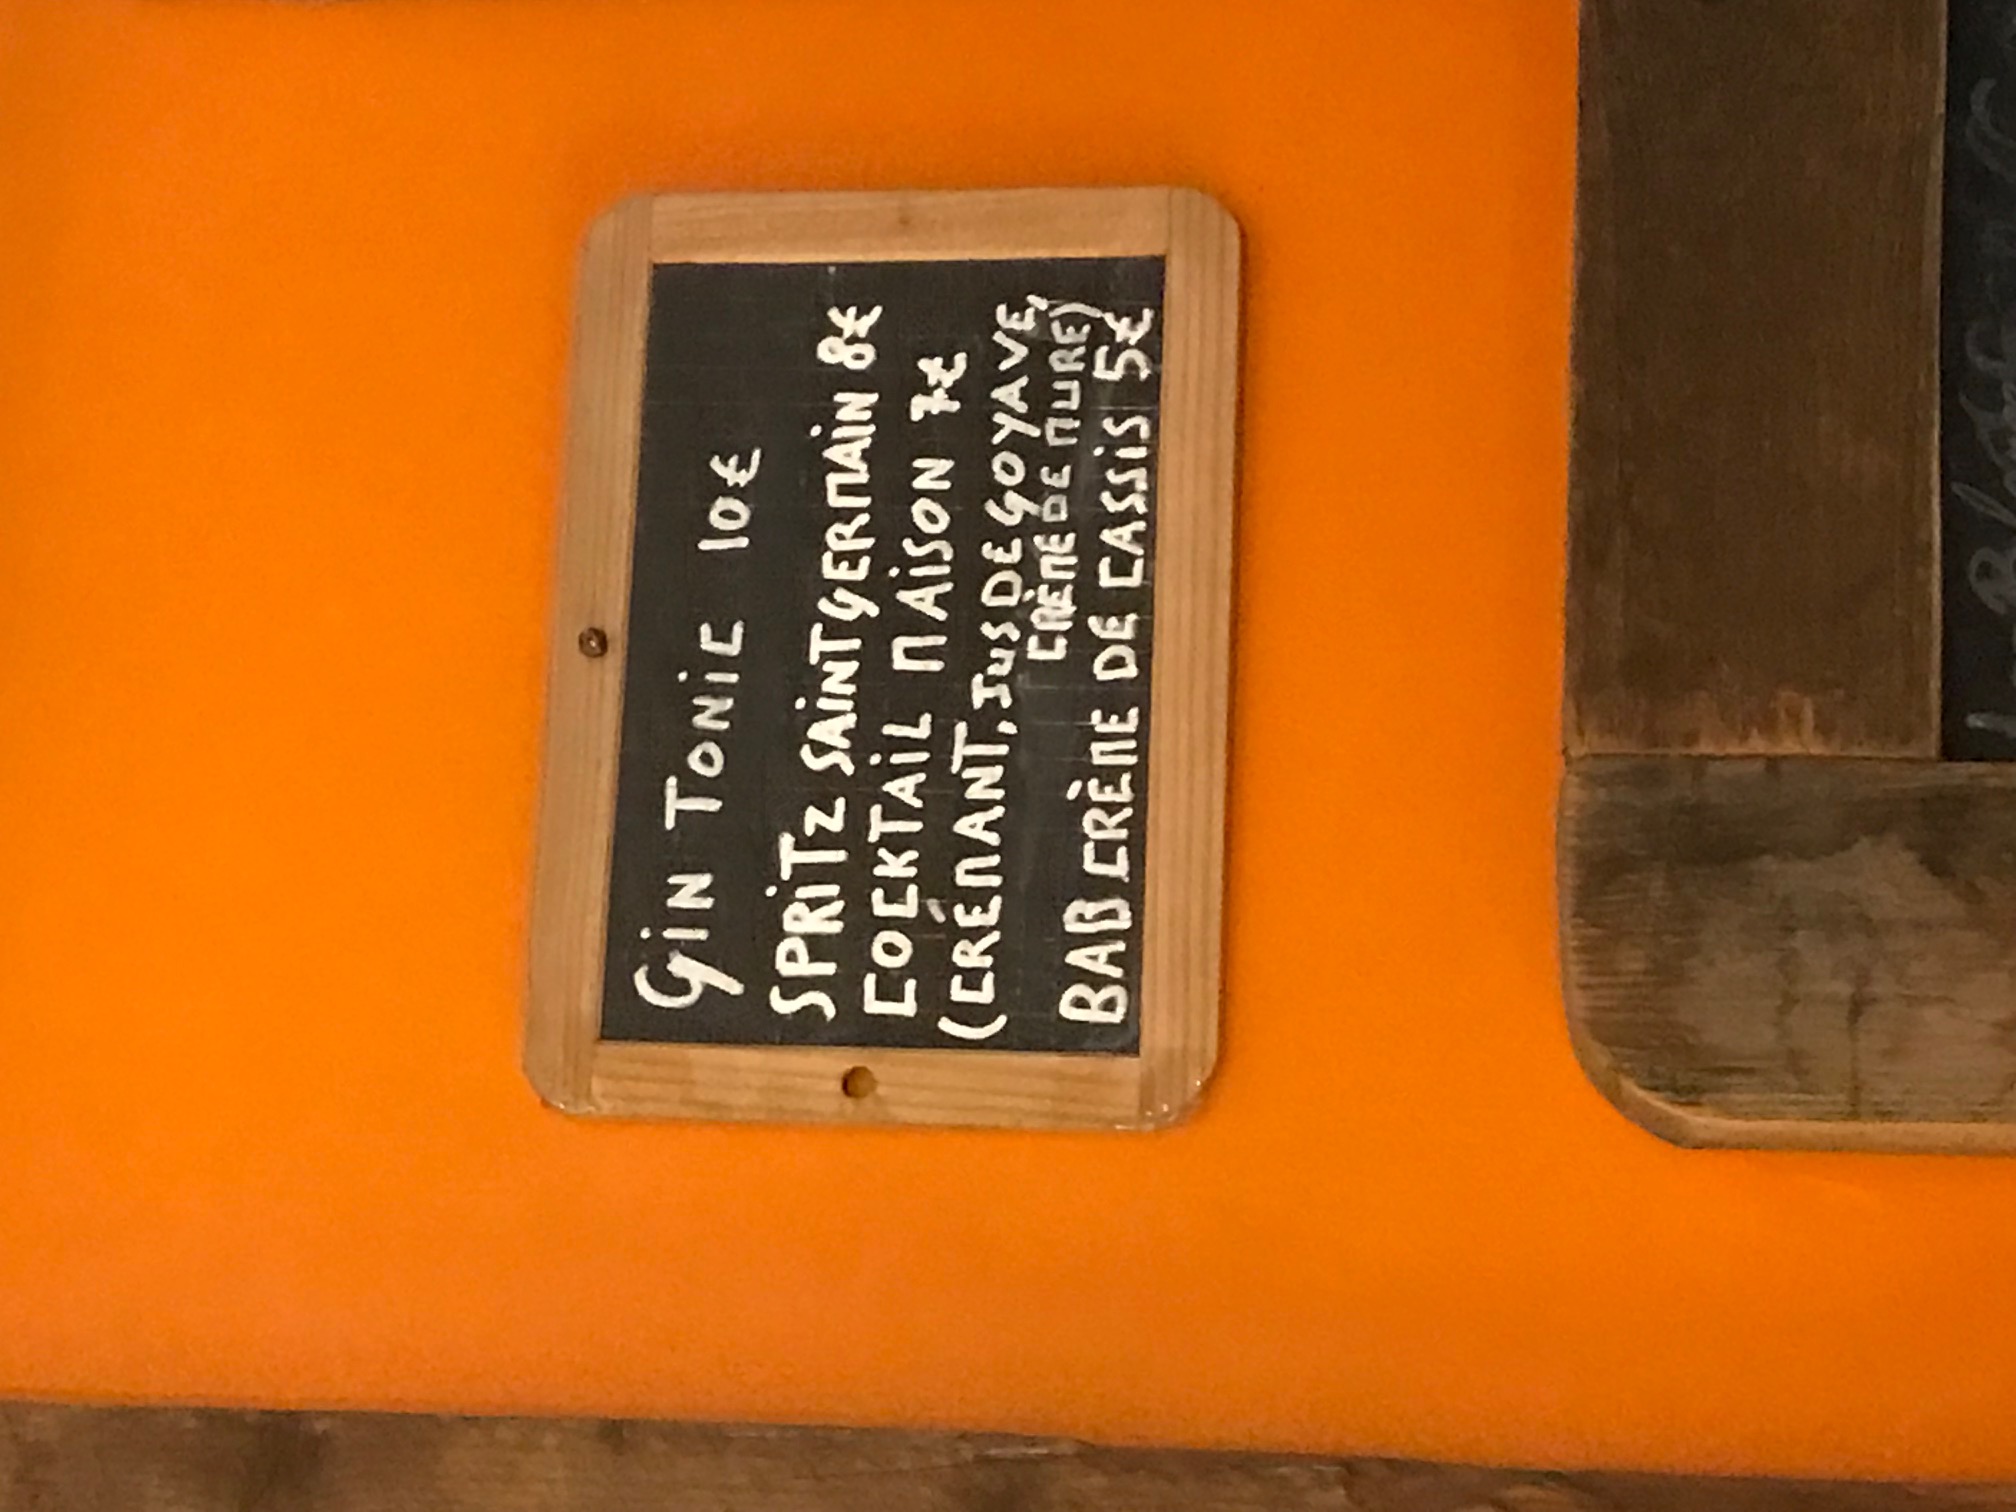 GiN TONiC 10€
SPRiTZ SAiNT GERMAiN 8€
COCKTAiL MAiSON 7€
(CRÉMANT, JUS DE GOYAVE,
CRÈME DE MURE)
BAB CRÈME DE CASSiS 5€